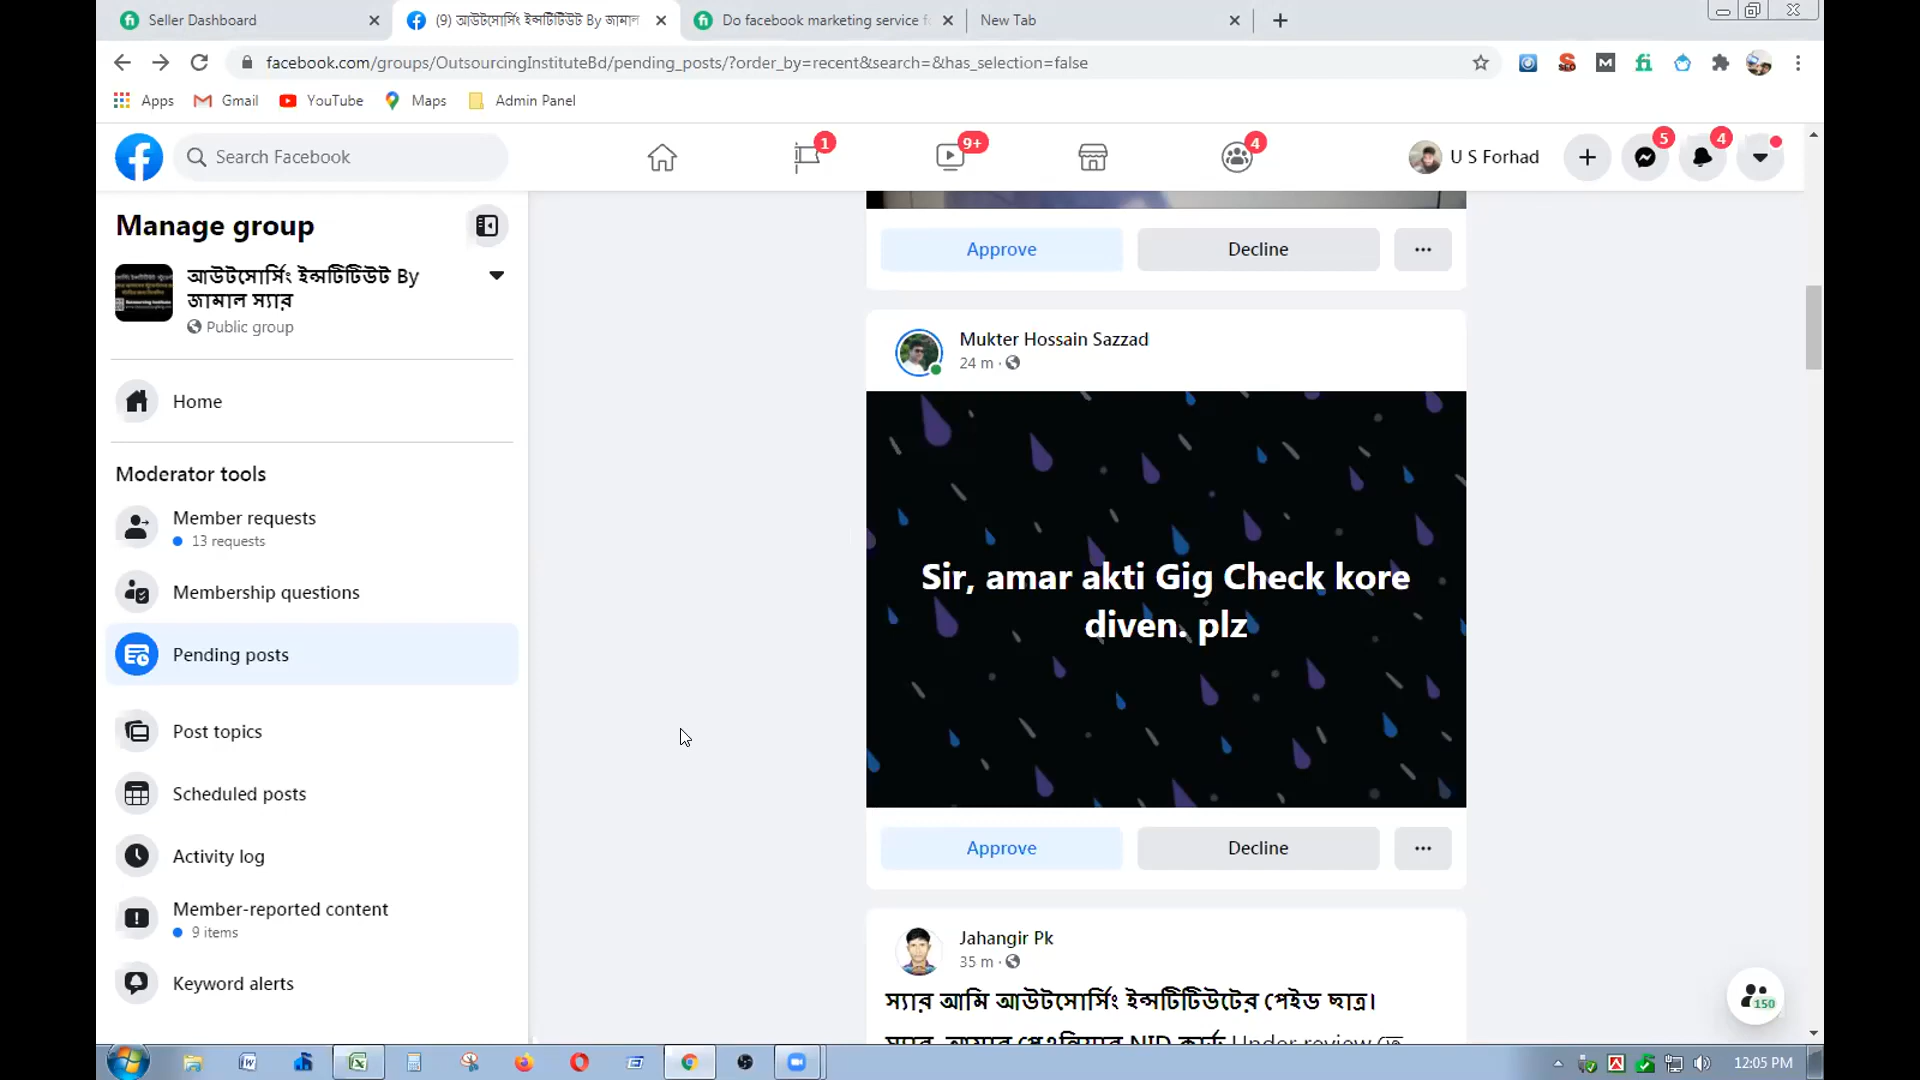 Seller Dashboard
(9) আউটসোর্সিং ইন্সটিটিউট By জামাল
Do facebook marketing service f
New Tab
facebook.com/groups/OutsourcingInstituteBd/pending_posts/?order_by=recent&search=&has_selection=false
Apps
Gmail
YouTube
Maps
Admin Panel
Search Facebook
1
9+
4
U S Forhad
5
4
Manage group
আউটসোর্সিং ইন্সটিটিউট By
জামাল স্যার
Public group
Home
Moderator tools
Member requests
13 requests
Membership questions
Pending posts
Post topics
Scheduled posts
Activity log
Member-reported content
9 items
Keyword alerts
Approve
Decline
Mukter Hossain Sazzad
24 m
Sir, amar akti Gig Check kore
diven. plz
Approve
Decline
Jahangir Pk
35 m
স্যার আমি আউটসোর্সিং ইন্সটিটিউটের পেইড ছাত্র।
স্যার, আমার NID কার্ড Under review
150
12:05 PM